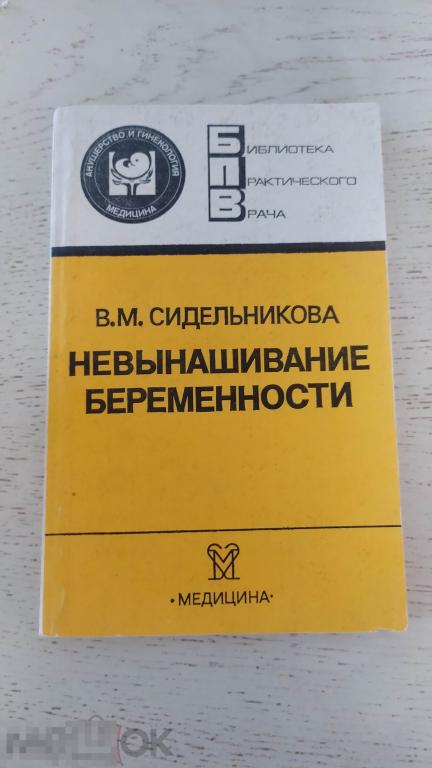 АКУШЕРСТВО И ГИНЕКОЛОГИЯ
МЕДИЦИНА
БИБЛИОТЕКА
ПРАКТИЧЕСКОГО
ВРАЧА
В.М. СИДЕЛЬНИКОВА
НЕВЫНАШИВАНИЕ
БЕРЕМЕННОСТИ
•МЕДИЦИНА•